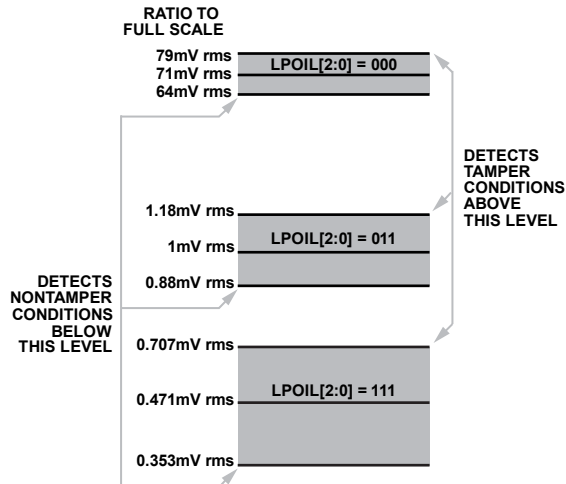 RATIO TO
FULL SCALE
79mV rms
LPOIL[2:0] = 000
71mV rms
64mV rms
DETECTS
TAMPER
CONDITIONS
ABOVE
THIS LEVEL
1.18mV rms
LPOIL[2:0] = 011
1mV rms
0.88mV rms
DETECTS
NONTAMPER
CONDITIONS
BELOW
THIS LEVEL
0.707mV rms
LPOIL[2:0] = 111
0.471mV rms
0.353mV rms